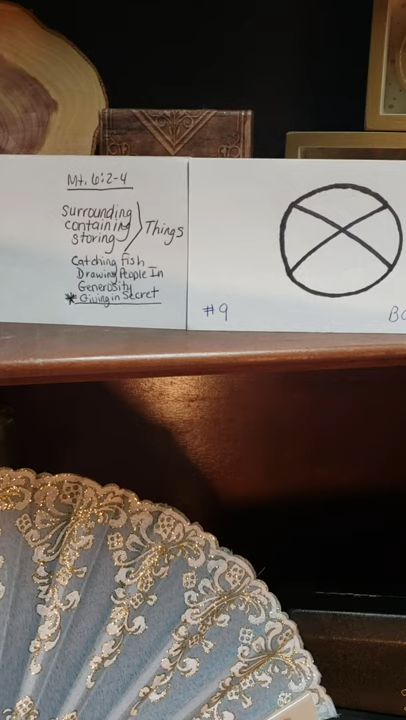 Mt. 6:2-4
surrounding
containing
storing
Things
Catching fish
Drawing People In
Generosity
* Giving in Secret
#9